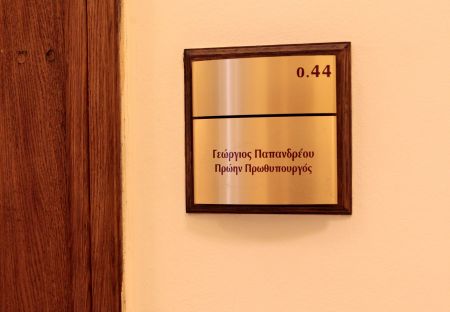 0.44
Γεώργιος Παπανδρέου
Πρώην Πρωθυπουργός